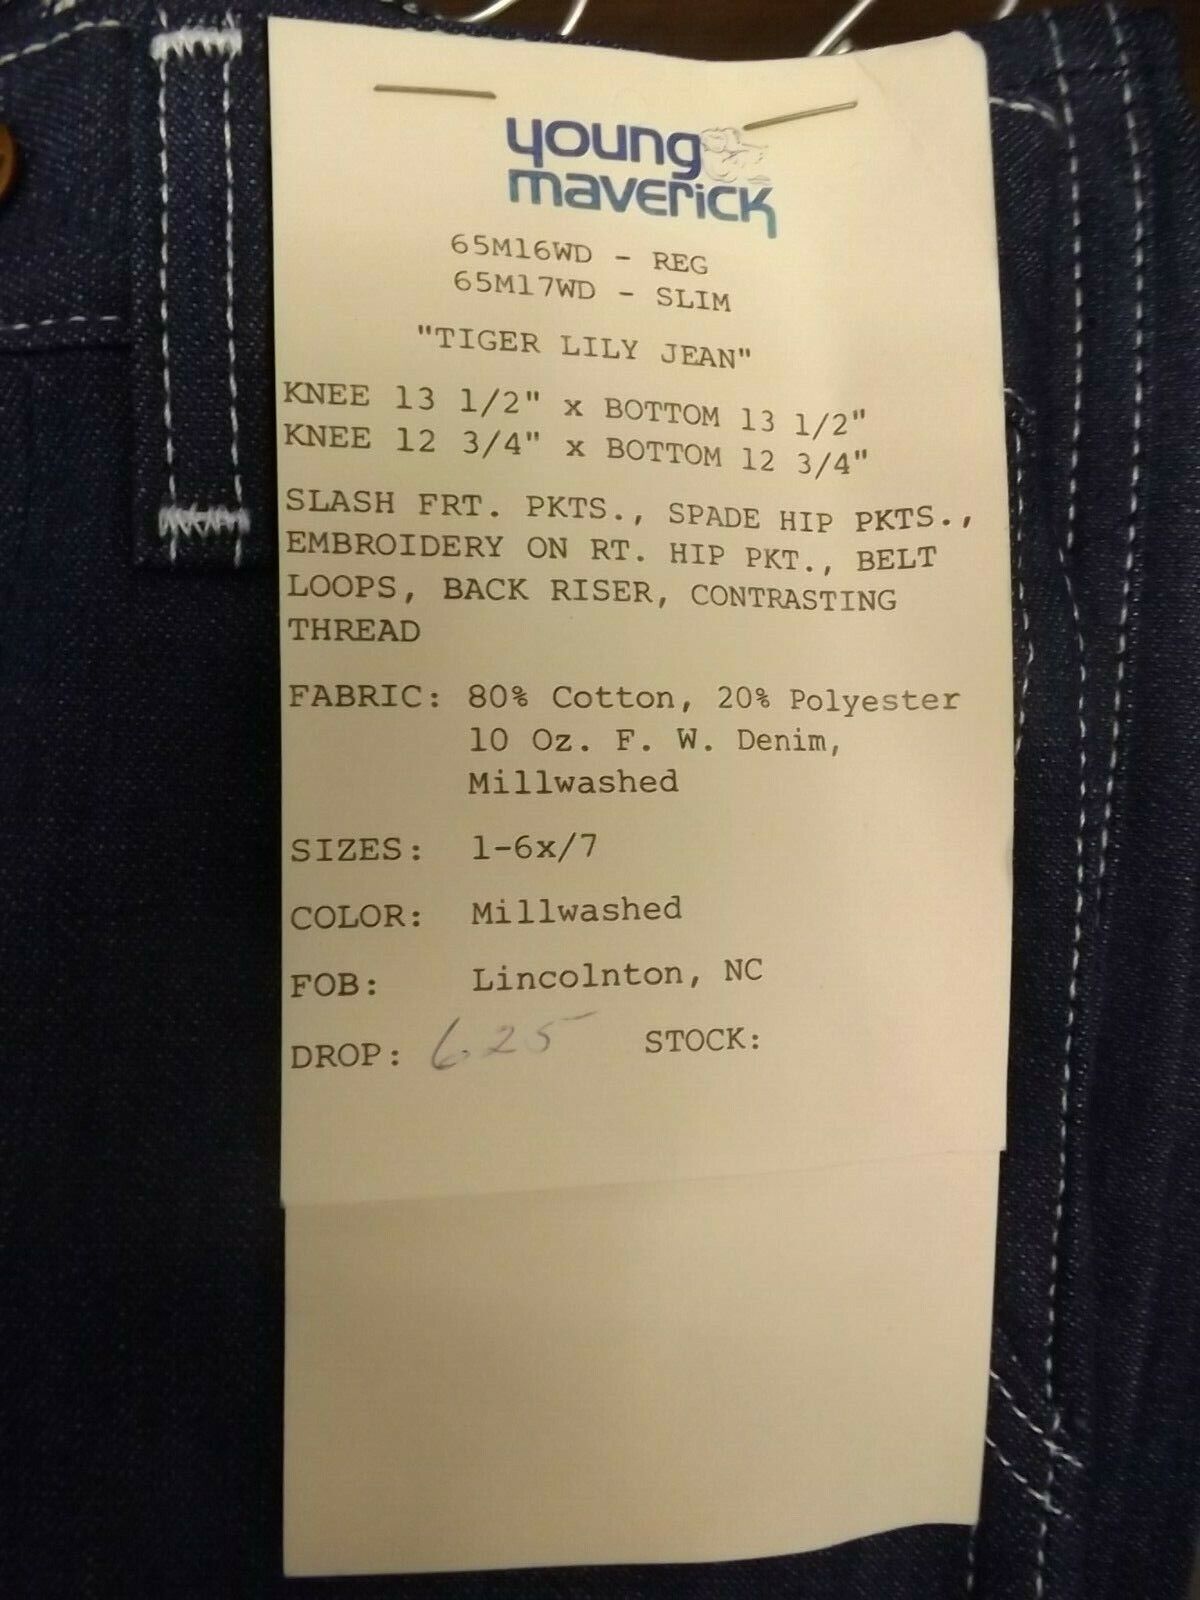 young
maverick
65M16WD - REG
65M17WD - SLIM
"TIGER LILY JEAN"
KNEE 13 1/2" x BOTTOM 13 1/2"
KNEE 12 3/4" x BOTTOM 12 3/4"
SLASH FRT. PKTS., SPADE HIP PKTS.,
EMBROIDERY ON RT. HIP PKT., BELT
LOOPS, BACK RISER, CONTRASTING
THREAD
FABRIC: 80% Cotton, 20% Polyester
10 Oz. F. W. Denim,
Millwashed
SIZES: 1-6x/7
COLOR: Millwashed
FOB: Lincolnton, NC
DROP: 6.25 STOCK: